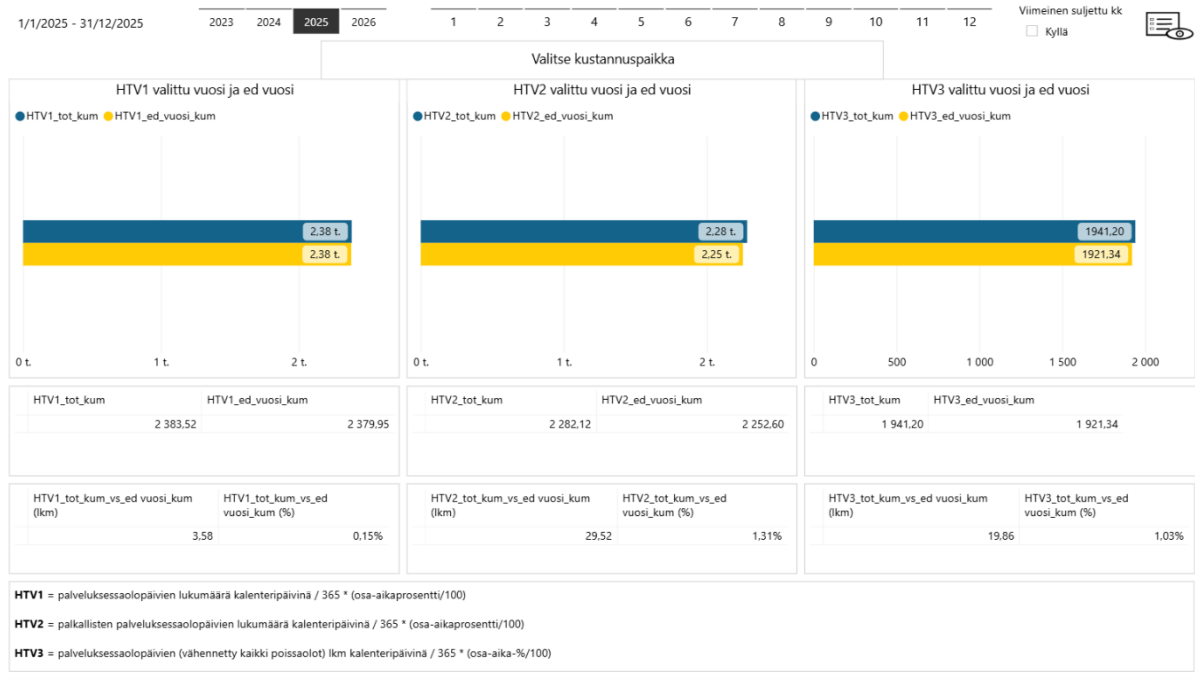 1/1/2025 - 31/12/2025
2023 2024 2025 2026
1 2 3 4 5 6 7 8 9 10 11 12
Viimeinen suljettu kk
Kyllä
Valitse kustannuspaikka
HTV1 valittu vuosi ja ed vuosi
HTV1_tot_kum HTV1_ed_vuosi_kum
2,38 t.
2,38 t.
0 t. 1 t. 2 t.
HTV2 valittu vuosi ja ed vuosi
HTV2_tot_kum HTV2_ed_vuosi_kum
2,28 t.
2,25 t.
0 t. 1 t. 2 t.
HTV3 valittu vuosi ja ed vuosi
HTV3_tot_kum HTV3_ed_vuosi_kum
1941,20
1921,34
0 500 1 000 1 500 2 000
HTV1_tot_kum HTV1_ed_vuosi_kum
2 383,52 2 379,95
HTV2_tot_kum HTV2_ed_vuosi_kum
2 282,12 2 252,60
HTV3_tot_kum HTV3_ed_vuosi_kum
1 941,20 1 921,34
HTV1_tot_kum_vs_ed vuosi_kum HTV1_tot_kum_vs_ed
(lkm) vuosi_kum (%)
3,58 0,15%
HTV2_tot_kum_vs_ed vuosi_kum HTV2_tot_kum_vs_ed
(lkm) vuosi_kum (%)
29,52 1,31%
HTV3_tot_kum_vs_ed vuosi_kum HTV3_tot_kum_vs_ed
(lkm) vuosi_kum (%)
19,86 1,03%
HTV1 = palveluksessaolopäivien lukumäärä kalenteripäivinä / 365 * (osa-aikaprosentti/100)
HTV2 = palkallisten palveluksessaolopäivien lukumäärä kalenteripäivinä / 365 * (osa-aikaprosentti/100)
HTV3 = palveluksessaolopäivien (vähennetty kaikki poissaolot) lkm kalenteripäivinä / 365 * (osa-aika-%/100)